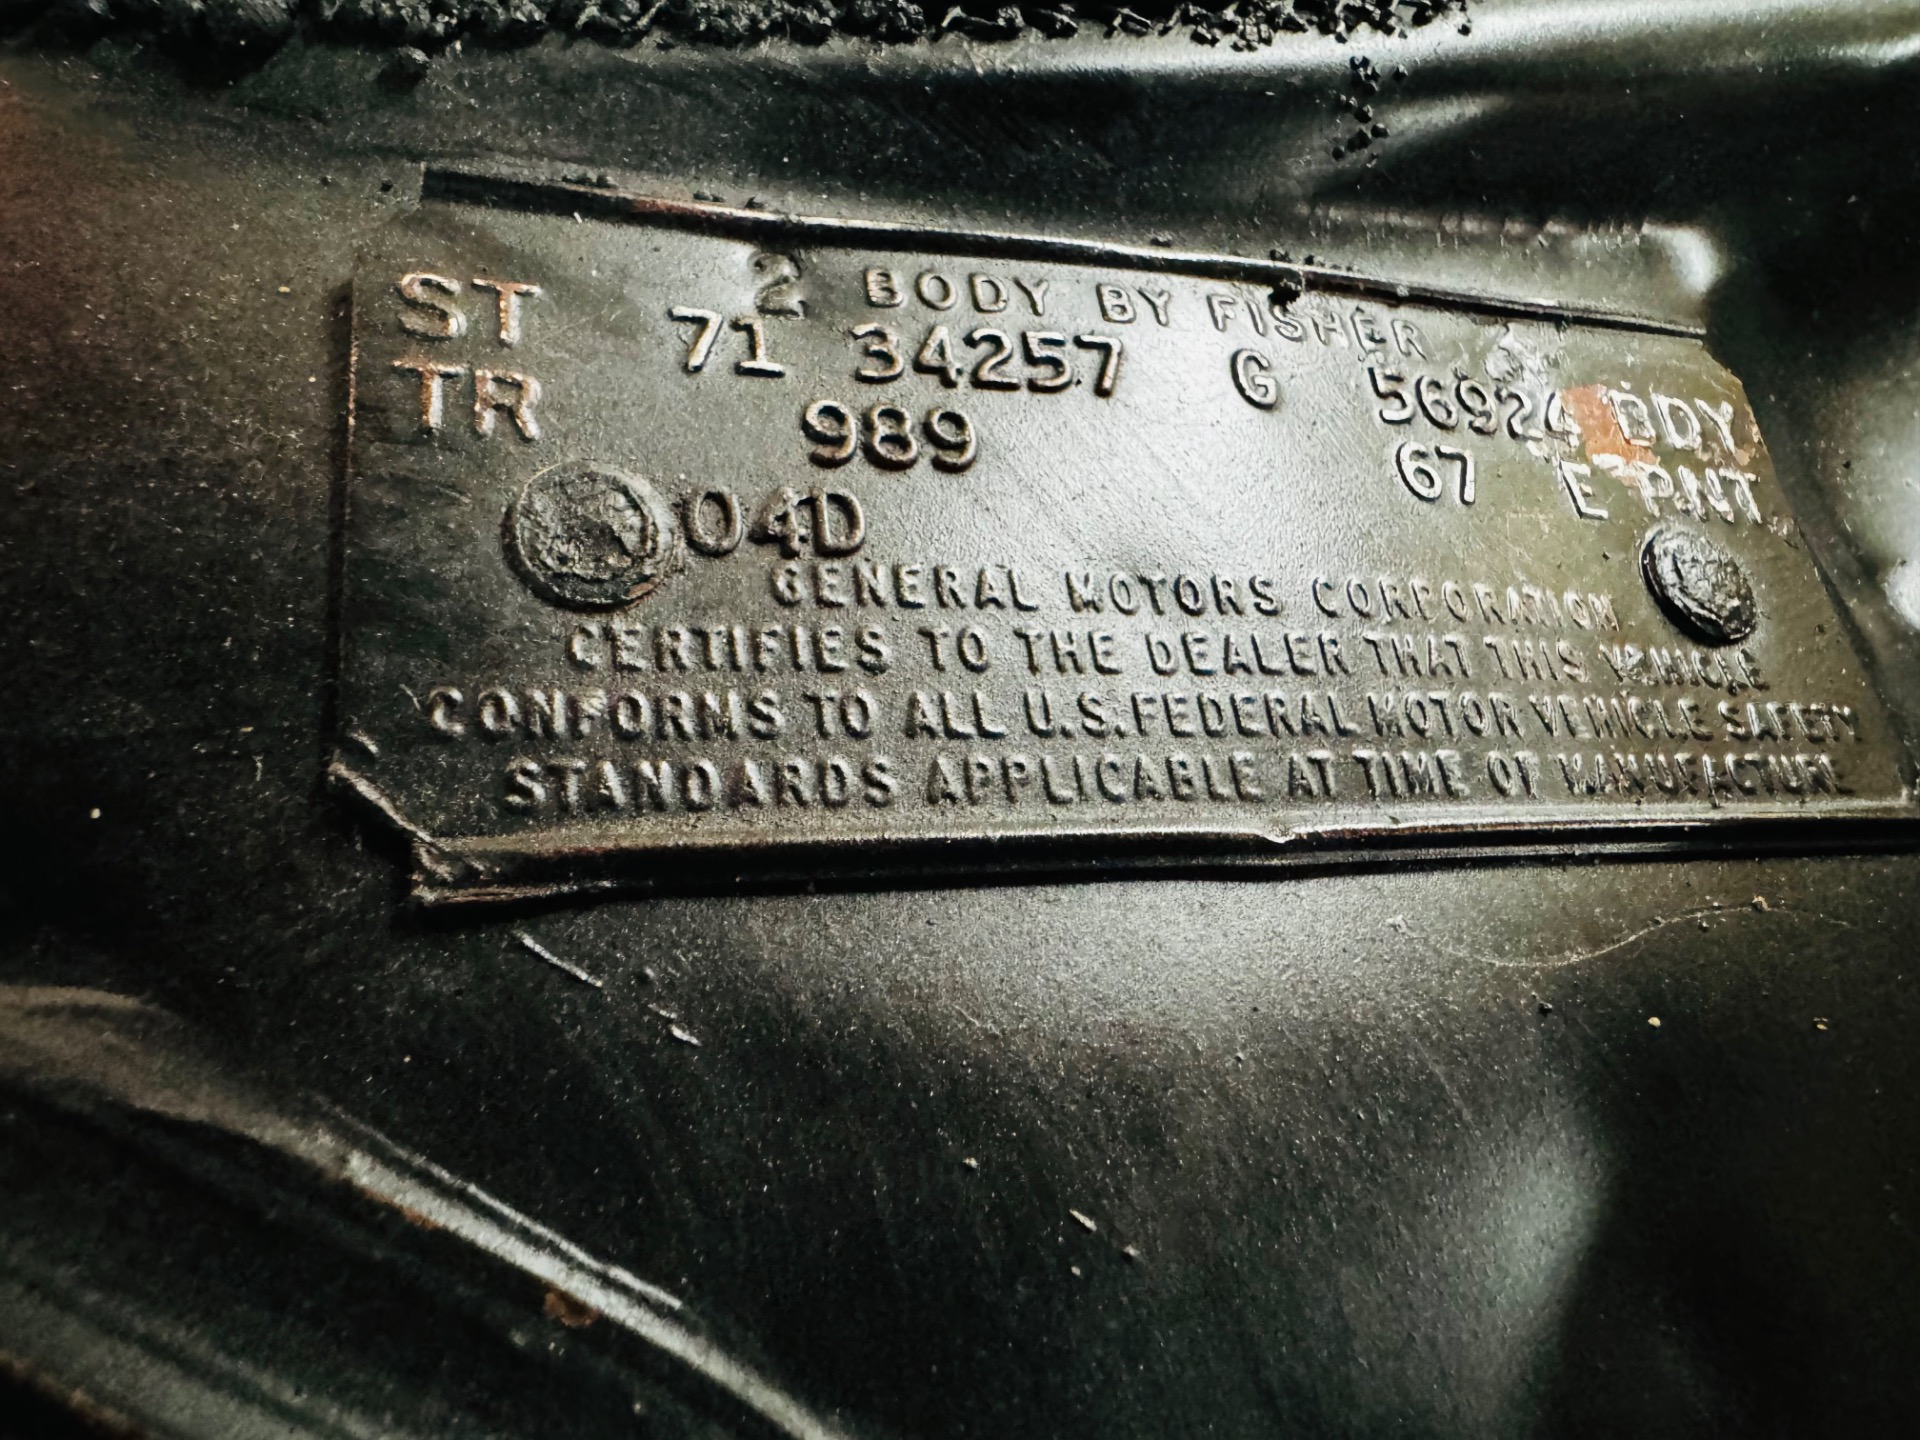 2 BODY BY FISHER
ST 71 34257 G 56924 BDY
TR 989 67 E PNT
04D
GENERAL MOTORS CORPORATION
CERTIFIES TO THE DEALER THAT THIS VEHICLE
CONFORMS TO ALL U.S. FEDERAL MOTOR VEHICLE SAFETY
STANDARDS APPLICABLE AT TIME OF MANUFACTURE